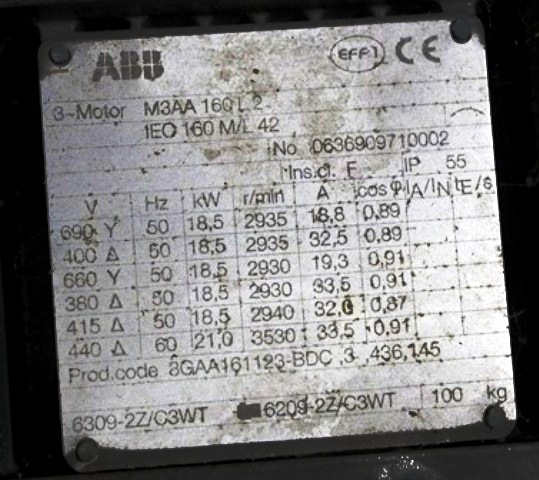 ABB EFF1 CE
3~Motor M3AA 160 L 2
IEC 160 M/L 42
No 0636909710002
Ins.cl. F IP 55
V Hz kW r/min A cos φ IA/IN tE/s
690 Y 50 18,5 2935 18,8 0,89
400 Δ 50 18,5 2935 32,5 0,89
660 Y 50 18,5 2930 19,3 0,91
380 Δ 50 18,5 2930 33,5 0,91
415 Δ 50 18,5 2940 32,0 0,87
440 Δ 60 21,0 3530 33,5 0,91
Prod.code 3GAA161123-BDC ,3 ,436,145
6309-2Z/C3WT 6209-2Z/C3WT 100 kg